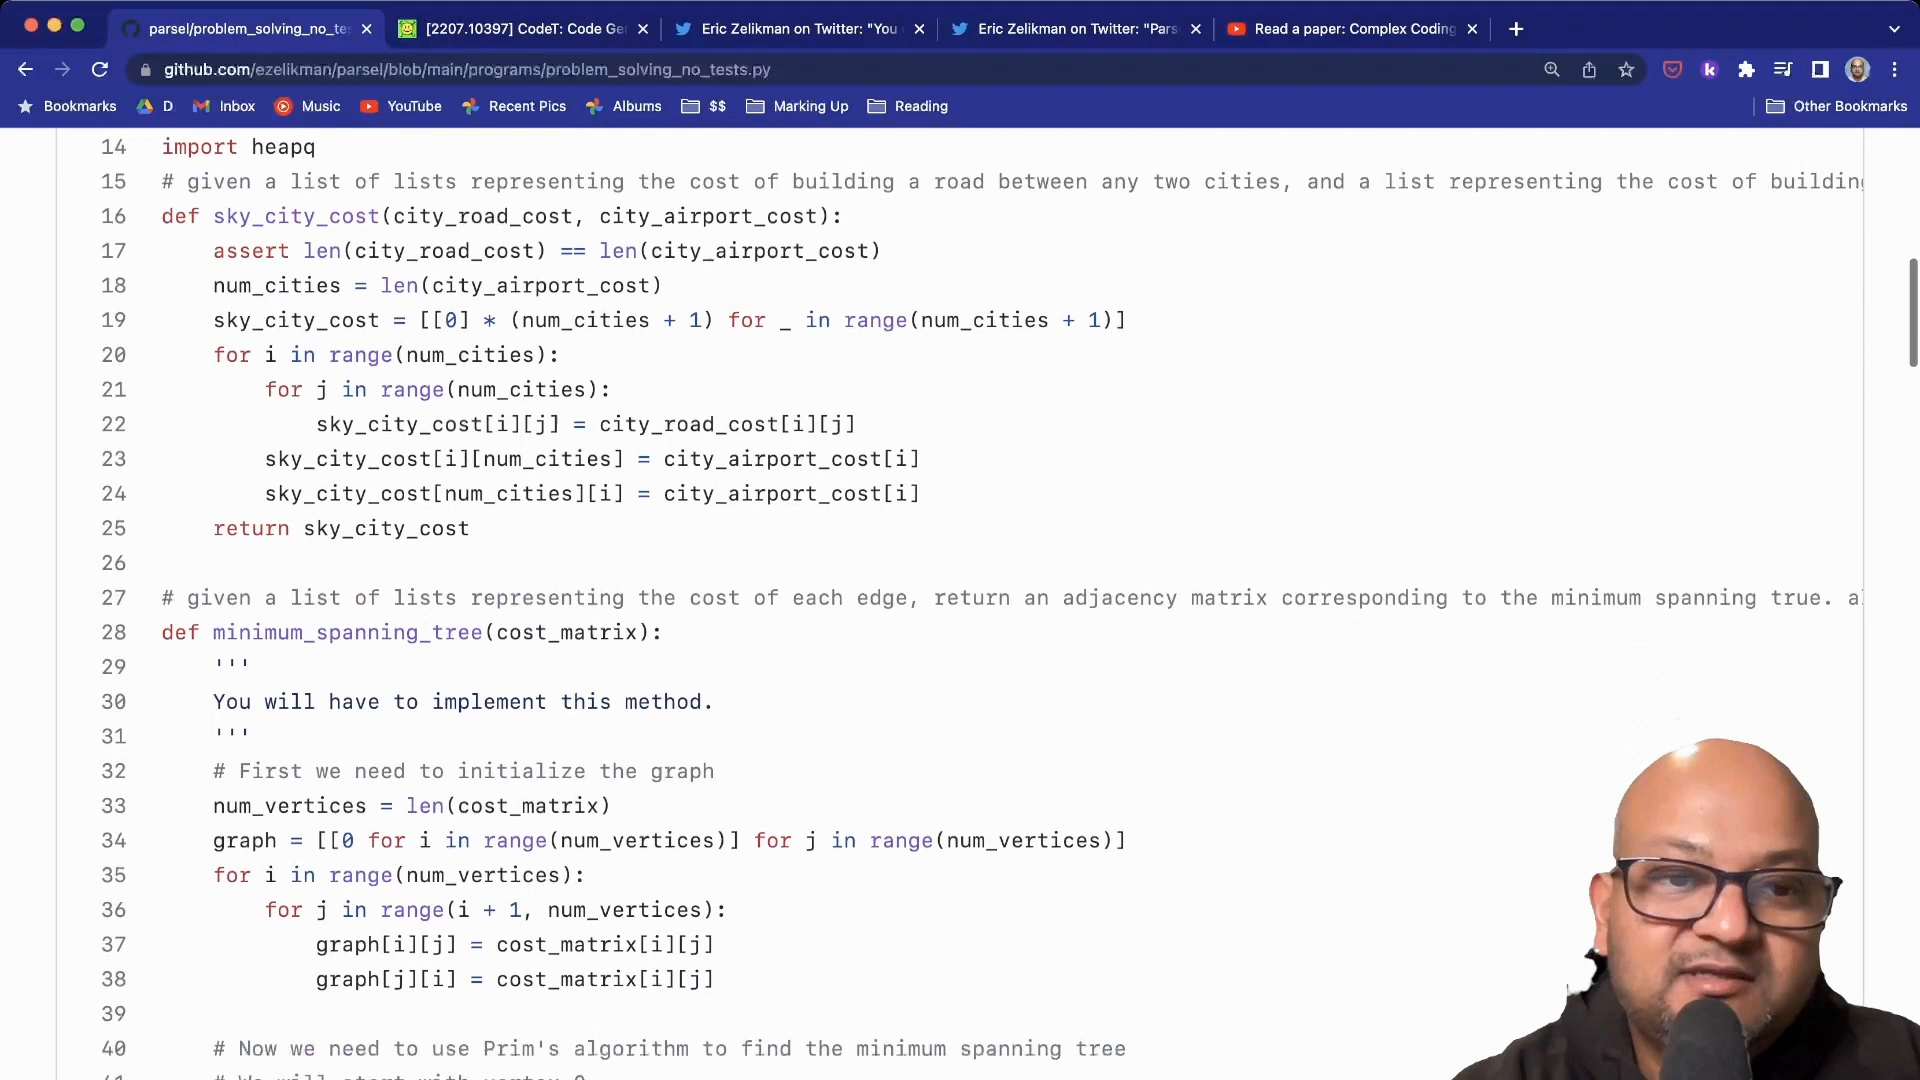 parsel/problem_solving_no_te
[2207.10397] CodeT: Code Ge
Eric Zelikman on Twitter: "You
Eric Zelikman on Twitter: "Pars
Read a paper: Complex Coding
github.com/ezelikman/parsel/blob/main/programs/problem_solving_no_tests.py
Bookmarks D Inbox Music YouTube Recent Pics Albums $$ Marking Up Reading Other Bookmarks
14 import heapq
15 # given a list of lists representing the cost of building a road between any two cities, and a list representing the cost of building
16 def sky_city_cost(city_road_cost, city_airport_cost):
17 assert len(city_road_cost) == len(city_airport_cost)
18 num_cities = len(city_airport_cost)
19 sky_city_cost = [[0] * (num_cities + 1) for _ in range(num_cities + 1)]
20 for i in range(num_cities):
21 for j in range(num_cities):
22 sky_city_cost[i][j] = city_road_cost[i][j]
23 sky_city_cost[i][num_cities] = city_airport_cost[i]
24 sky_city_cost[num_cities][i] = city_airport_cost[i]
25 return sky_city_cost
26
27 # given a list of lists representing the cost of each edge, return an adjacency matrix corresponding to the minimum spanning true. a
28 def minimum_spanning_tree(cost_matrix):
29 '''
30 You will have to implement this method.
31 '''
32 # First we need to initialize the graph
33 num_vertices = len(cost_matrix)
34 graph = [[0 for i in range(num_vertices)] for j in range(num_vertices)]
35 for i in range(num_vertices):
36 for j in range(i + 1, num_vertices):
37 graph[i][j] = cost_matrix[i][j]
38 graph[j][i] = cost_matrix[i][j]
39
40 # Now we need to use Prim's algorithm to find the minimum spanning tree